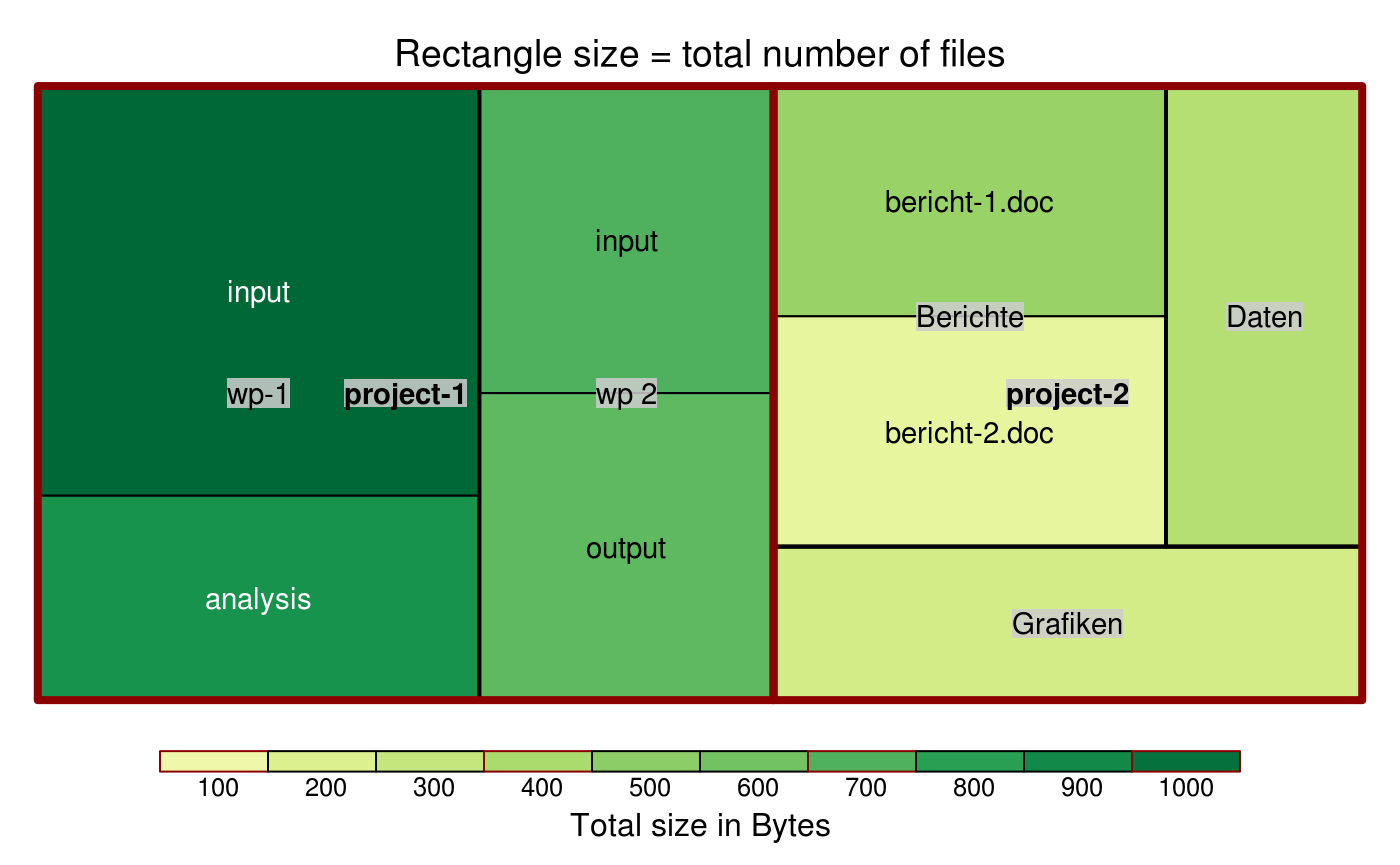 Rectangle size = total number of files
input
wp-1
project-1
analysis
input
wp 2
output
bericht-1.doc
Berichte
project-2
bericht-2.doc
Daten
Grafiken
100 200 300 400 500 600 700 800 900 1000
Total size in Bytes